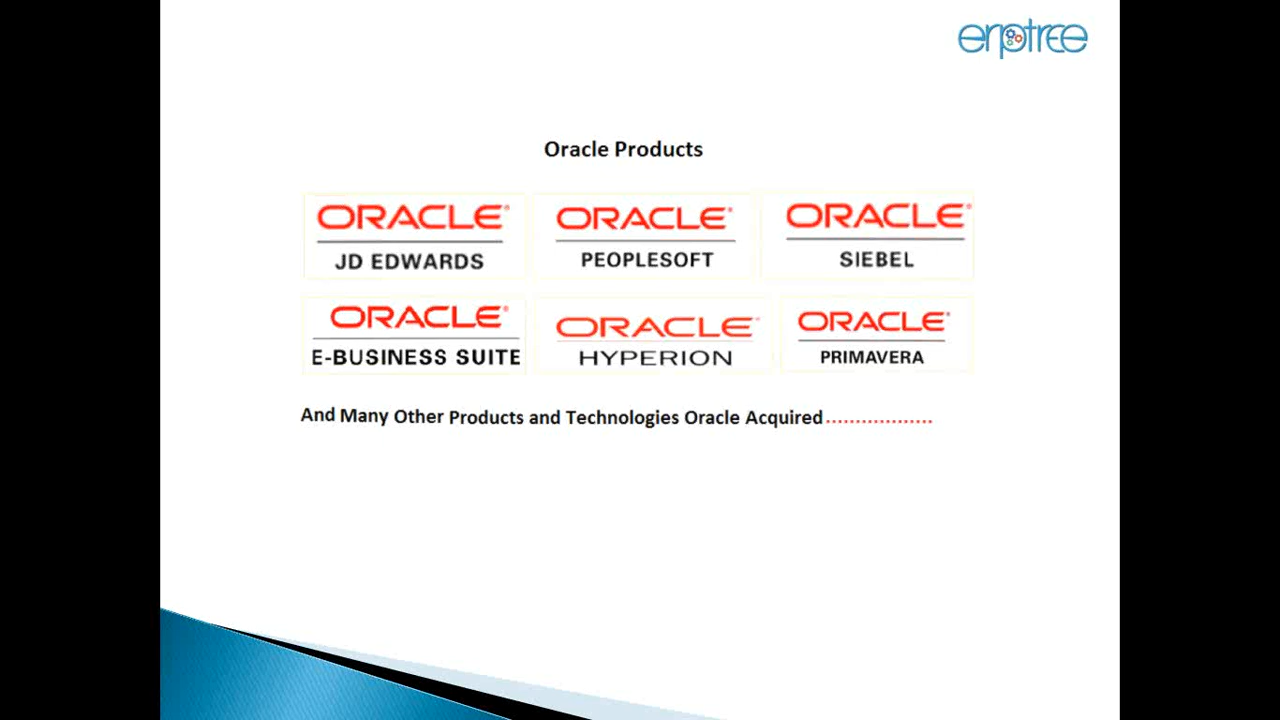 erptree
Oracle Products
ORACLE® ORACLE® ORACLE®
JD EDWARDS PEOPLESOFT SIEBEL
ORACLE® ORACLE® ORACLE®
E-BUSINESS SUITE HYPERION PRIMAVERA
And Many Other Products and Technologies Oracle Acquired..................